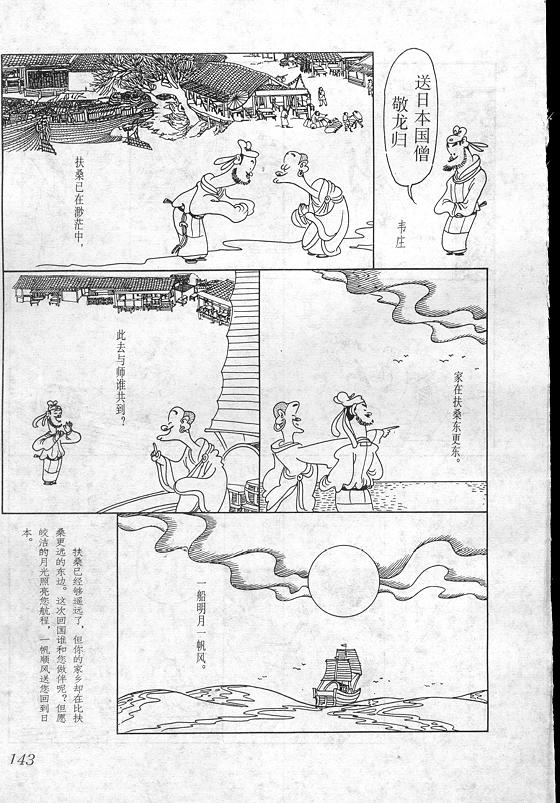 送日本国僧
敬龙归
韦庄
扶桑已在渺茫中，
家在扶桑东更东。
此去与师谁共到？
一船明月一帆风。
扶桑已经够遥远了，但你的家乡却在比扶
桑更远的东边。这次回国谁和您做伴呢？但愿
皎洁的月光照亮您航程，一帆顺风送您回到日
本。
143